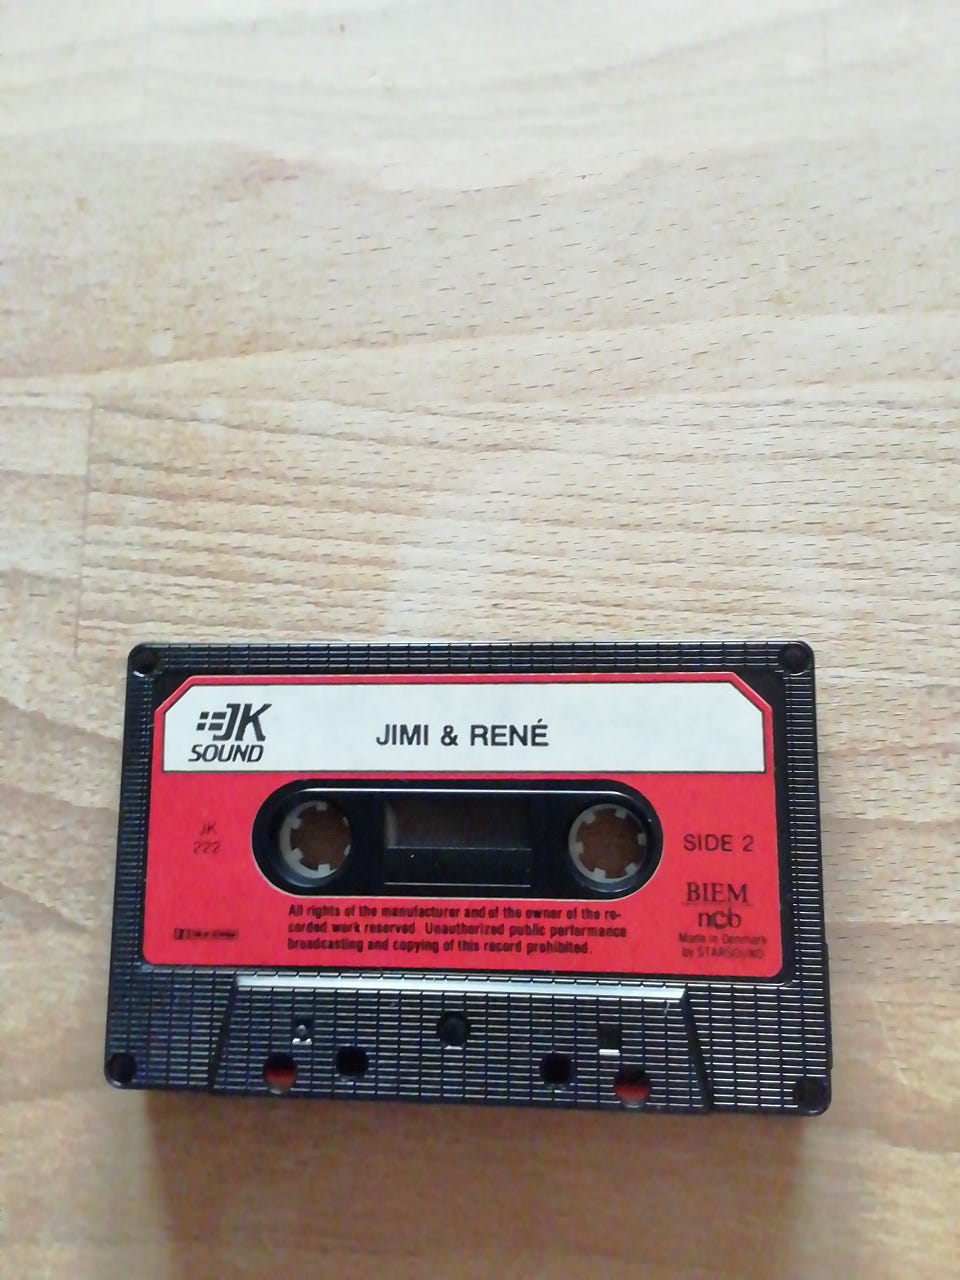 JK
SOUND
JIMI & RENÉ
JK
222
SIDE 2
All rights of the manufacturer and of the owner of the re-
corded work reserved. Unauthorized public performance
broadcasting and copying of this record prohibited.
BIEM
ncb
Made in Denmark
by STARSOUND